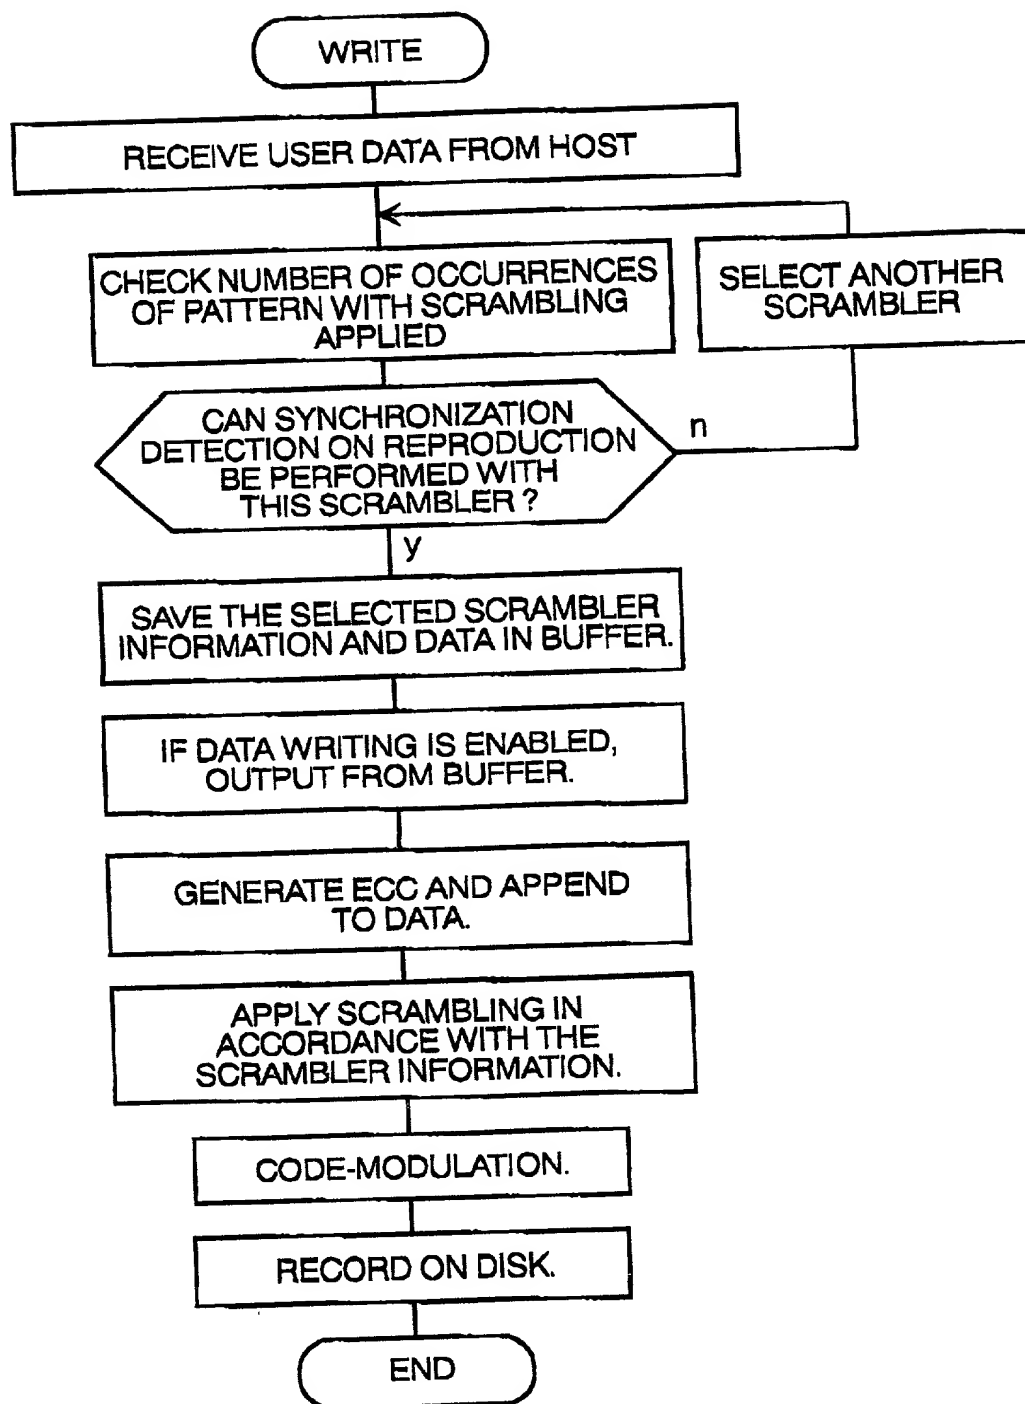 WRITE
RECEIVE USER DATA FROM HOST
CHECK NUMBER OF OCCURRENCES
OF PATTERN WITH SCRAMBLING
APPLIED
SELECT ANOTHER
SCRAMBLER
CAN SYNCHRONIZATION
DETECTION ON REPRODUCTION
BE PERFORMED WITH
THIS SCRAMBLER ?
n
y
SAVE THE SELECTED SCRAMBLER
INFORMATION AND DATA IN BUFFER.
IF DATA WRITING IS ENABLED,
OUTPUT FROM BUFFER.
GENERATE ECC AND APPEND
TO DATA.
APPLY SCRAMBLING IN
ACCORDANCE WITH THE
SCRAMBLER INFORMATION.
CODE-MODULATION.
RECORD ON DISK.
END